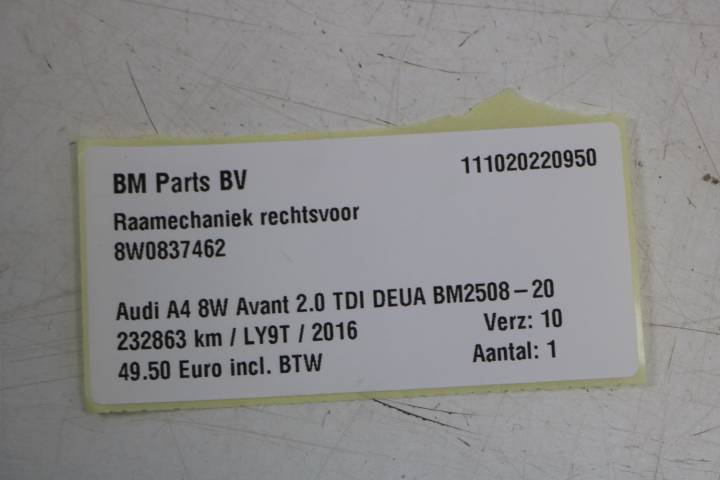 BM Parts BV 111020220950
Raamechaniek rechtsvoor
8W0837462
Audi A4 8W Avant 2.0 TDI DEUA BM2508-20
232863 km / LY9T / 2016 Verz: 10
49.50 Euro incl. BTW Aantal: 1